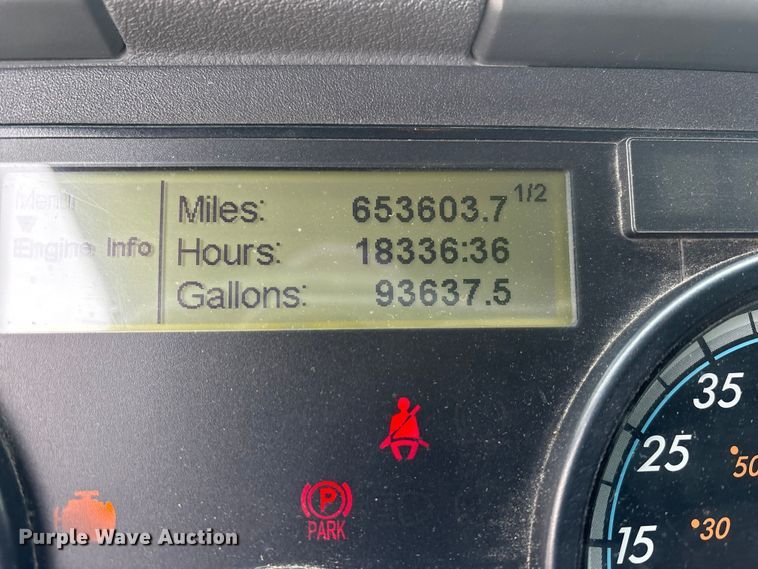 Menu
Engine Info
Miles: 653603.7 1/2
Hours: 18336:36
Gallons: 93637.5
35
25
50
15
30
P
PARK
Purple Wave Auction